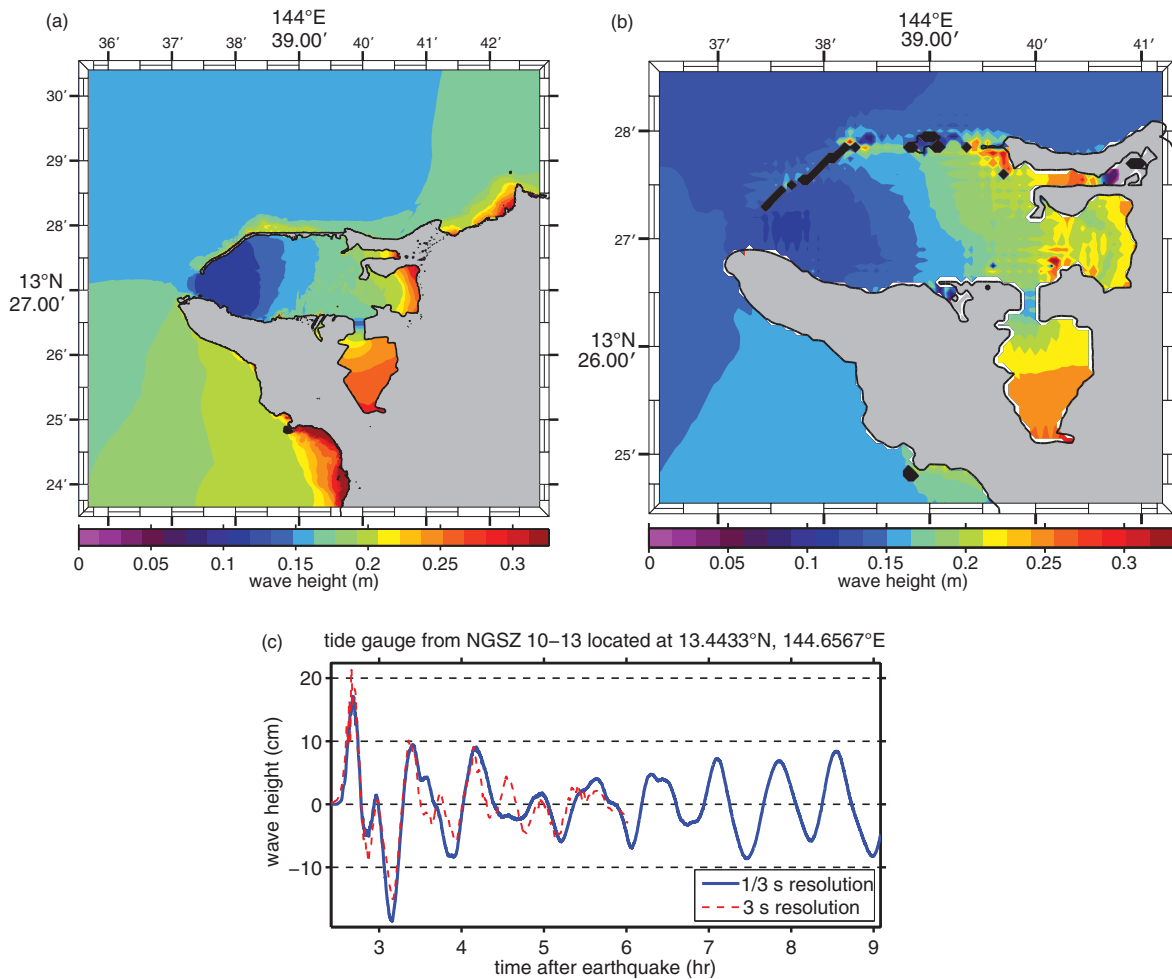 (a)
144°E
36′ 37′ 38′ 39.00′ 40′ 41′ 42′
30′
29′
28′
13°N
27.00′
26′
25′
24′
0 0.05 0.1 0.15 0.2 0.25 0.3
wave height (m)
(b)
144°E
37′ 38′ 39.00′ 40′ 41′
28′
27′
13°N
26.00′
25′
0 0.05 0.1 0.15 0.2 0.25 0.3
wave height (m)
(c) tide gauge from NGSZ 10–13 located at 13.4433°N, 144.6567°E
wave height (cm)
20
10
0
−10
1/3 s resolution
3 s resolution
3 4 5 6 7 8 9
time after earthquake (hr)